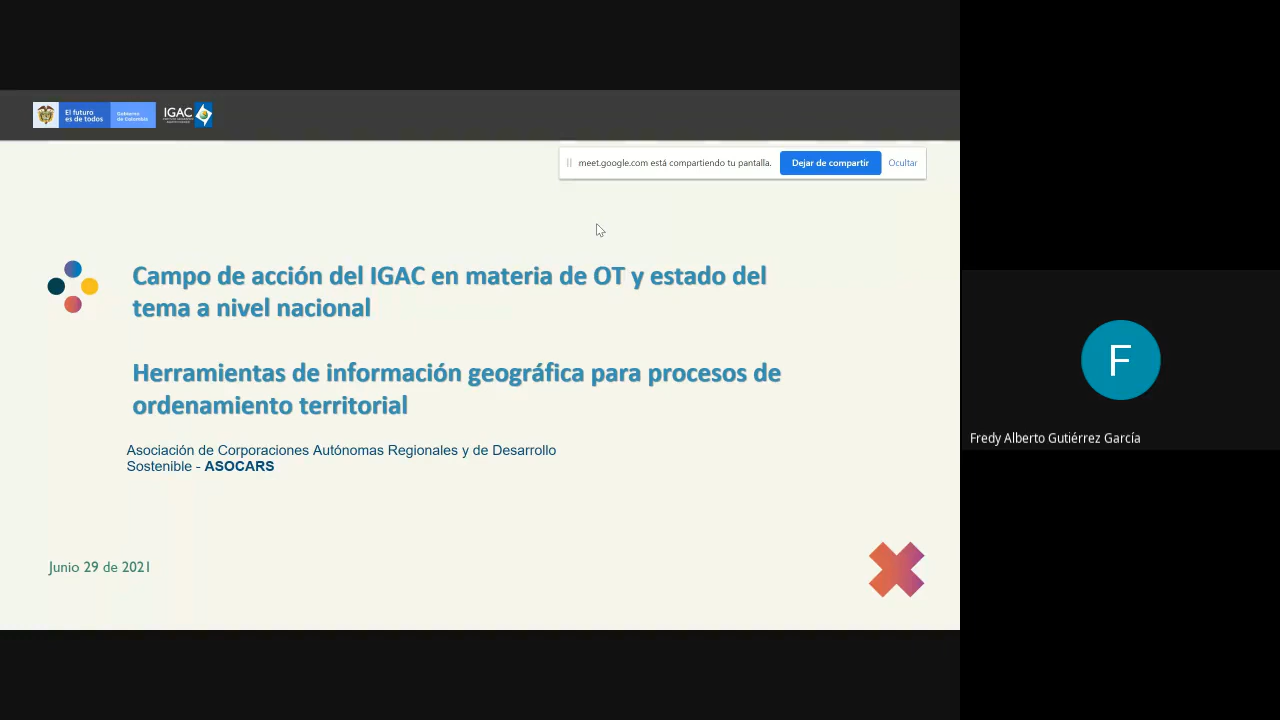 El futuro
es de todos
Gobierno
de Colombia
IGAC
meet.google.com está compartiendo tu pantalla.
Dejar de compartir
Ocultar
Campo de acción del IGAC en materia de OT y estado del
tema a nivel nacional
Herramientas de información geográfica para procesos de
ordenamiento territorial
Asociación de Corporaciones Autónomas Regionales y de Desarrollo
Sostenible - ASOCARS
Junio 29 de 2021
F
Fredy Alberto Gutiérrez García